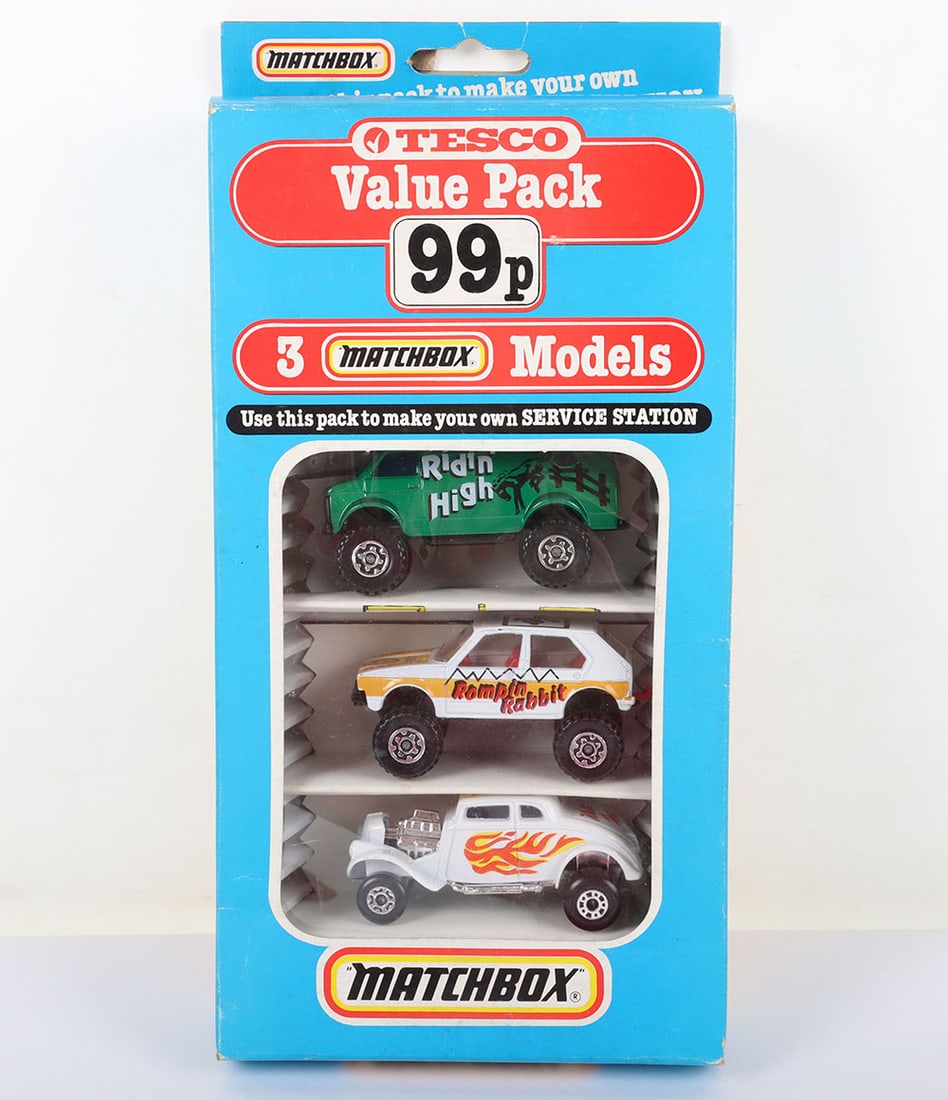 "MATCHBOX"
this pack to make your own
TESCO
Value Pack
99p
3 "MATCHBOX" Models
Use this pack to make your own SERVICE STATION
Ridin'
High
Rompin
Rabbit
"MATCHBOX"®